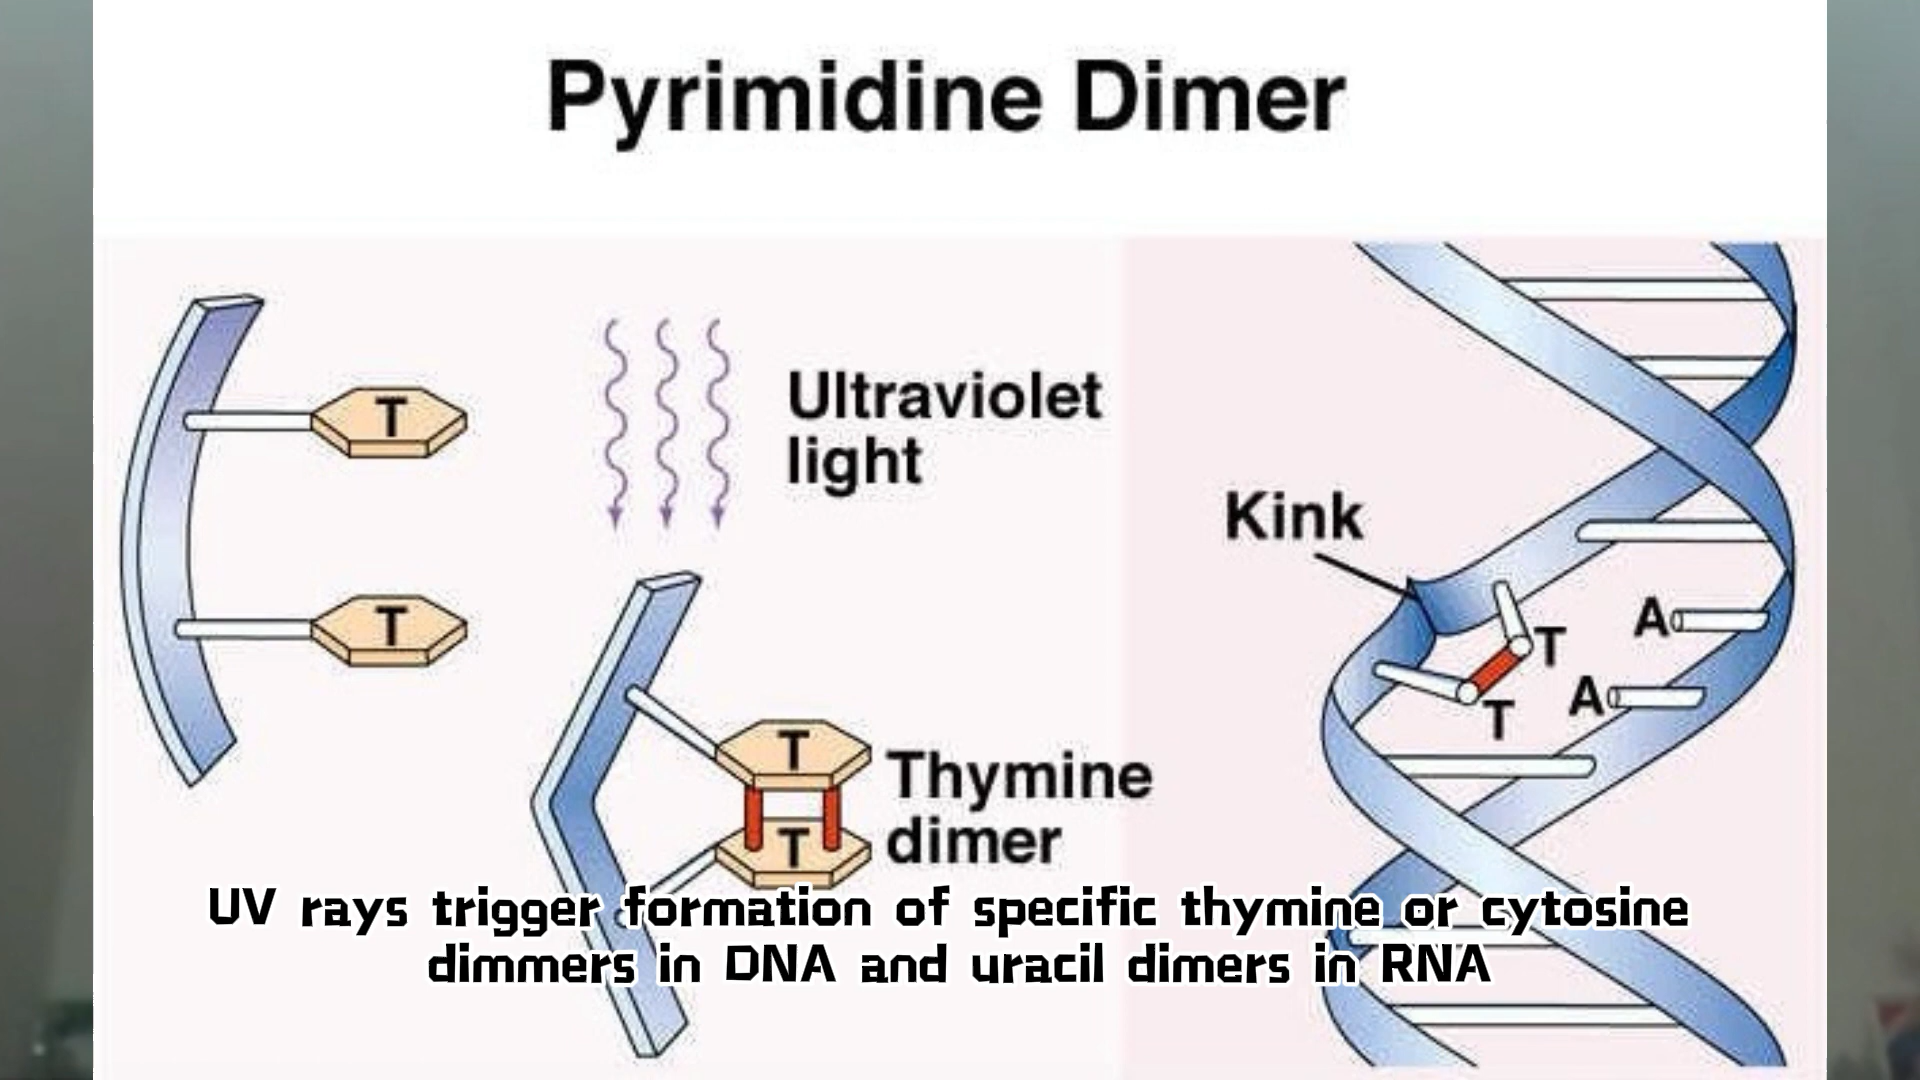 Pyrimidine Dimer
T
T
Ultraviolet
light
T
T
Thymine
dimer
Kink
T
T
A
A
UV rays trigger formation of specific thymine or cytosine
dimmers in DNA and uracil dimers in RNA